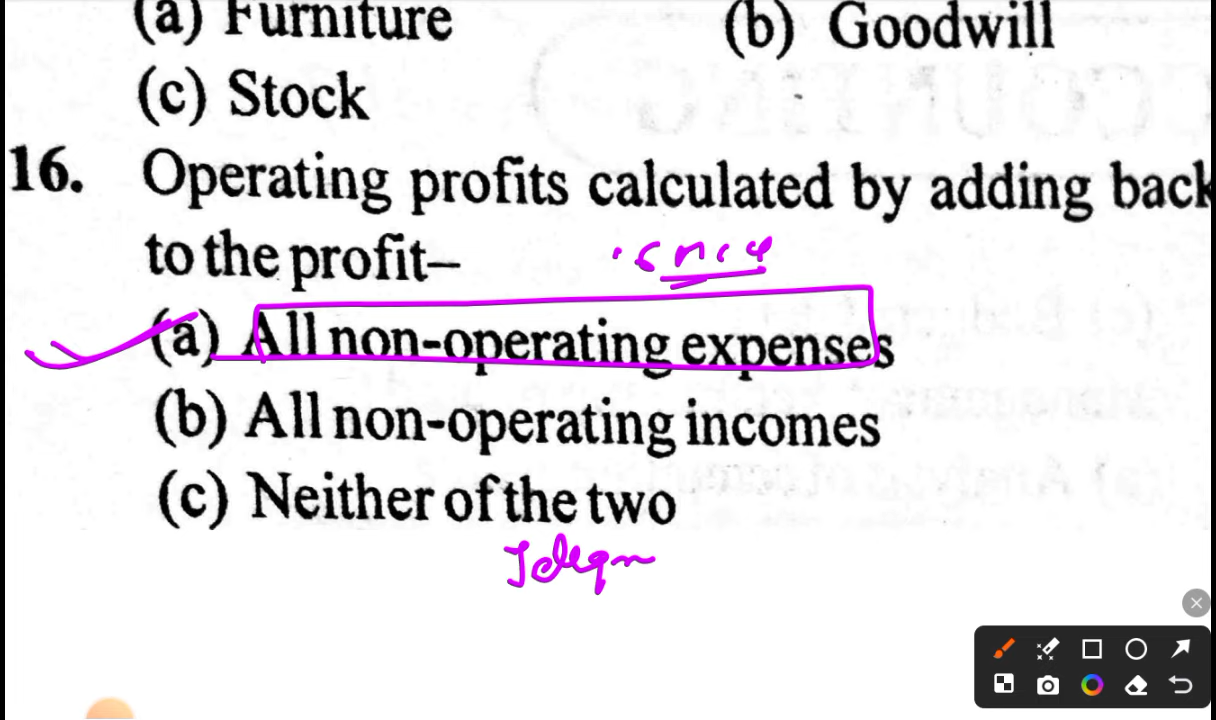 (a) Furniture (b) Goodwill
(c) Stock
16. Operating profits calculated by adding back
to the profit–
(a) All non-operating expenses
(b) All non-operating incomes
(c) Neither of the two